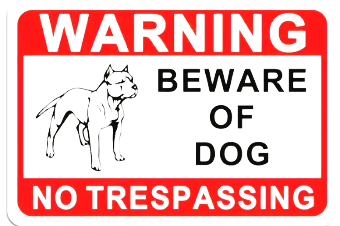 WARNING
BEWARE
OF
DOG
NO TRESPASSING